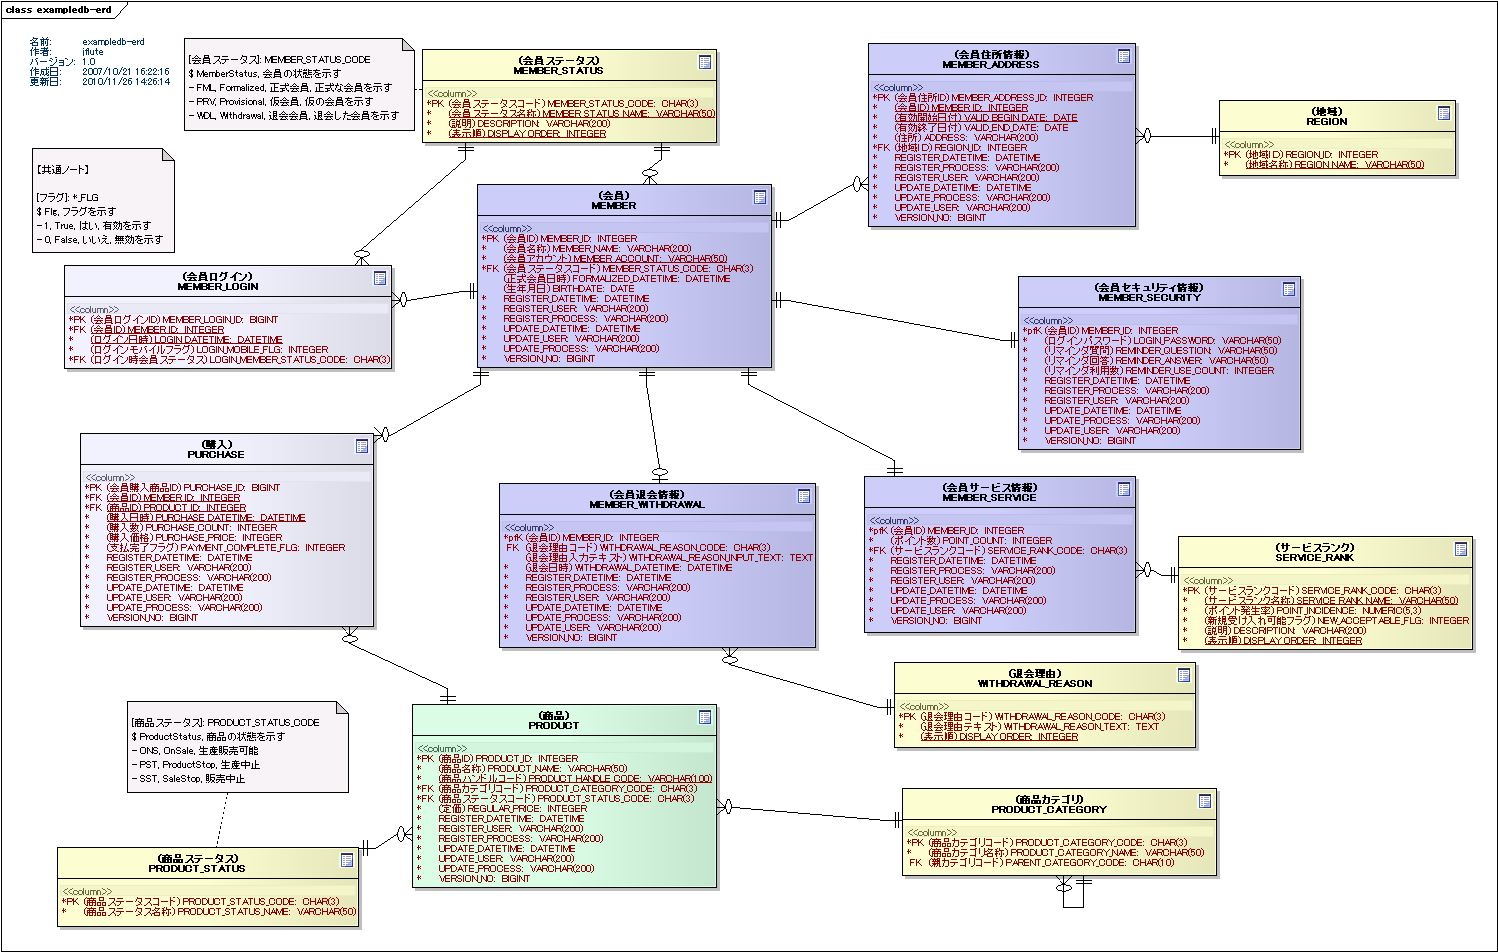 class exampledb-erd
名前: exampledb-erd
作者: jflute
バージョン: 1.0
作成日: 2007/10/21 16:22:16
更新日: 2010/11/26 14:26:14
[会員ステータス]: MEMBER_STATUS_CODE
$ MemberStatus, 会員の状態を示す
- FML, Formalized, 正式会員, 正式な会員を示す
- PRV, Provisional, 仮会員, 仮の会員を示す
- WDL, Withdrawal, 退会会員, 退会した会員を示す
(会員ステータス)
MEMBER_STATUS
<<column>>
*PK (会員ステータスコード) MEMBER_STATUS_CODE: CHAR(3)
* (会員ステータス名称) MEMBER_STATUS_NAME: VARCHAR(50)
* (説明) DESCRIPTION: VARCHAR(200)
* (表示順) DISPLAY_ORDER: INTEGER
(会員住所情報)
MEMBER_ADDRESS
<<column>>
*PK (会員住所ID) MEMBER_ADDRESS_ID: INTEGER
* (会員ID) MEMBER_ID: INTEGER
* (有効開始日付) VALID_BEGIN_DATE: DATE
* (有効終了日付) VALID_END_DATE: DATE
* (住所) ADDRESS: VARCHAR(200)
*FK (地域ID) REGION_ID: INTEGER
* REGISTER_DATETIME: DATETIME
* REGISTER_PROCESS: VARCHAR(200)
* REGISTER_USER: VARCHAR(200)
* UPDATE_DATETIME: DATETIME
* UPDATE_PROCESS: VARCHAR(200)
* UPDATE_USER: VARCHAR(200)
* VERSION_NO: BIGINT
(地域)
REGION
<<column>>
*PK (地域ID) REGION_ID: INTEGER
* (地域名称) REGION_NAME: VARCHAR(50)
【共通ノート】
[フラグ]: *_FLG
$ Flg, フラグを示す
- 1, True, はい, 有効を示す
- 0, False, いいえ, 無効を示す
(会員)
MEMBER
<<column>>
*PK (会員ID) MEMBER_ID: INTEGER
* (会員名称) MEMBER_NAME: VARCHAR(200)
* (会員アカウント) MEMBER_ACCOUNT: VARCHAR(50)
*FK (会員ステータスコード) MEMBER_STATUS_CODE: CHAR(3)
(正式会員日時) FORMALIZED_DATETIME: DATETIME
(生年月日) BIRTHDATE: DATE
* REGISTER_DATETIME: DATETIME
* REGISTER_USER: VARCHAR(200)
* REGISTER_PROCESS: VARCHAR(200)
* UPDATE_DATETIME: DATETIME
* UPDATE_USER: VARCHAR(200)
* UPDATE_PROCESS: VARCHAR(200)
* VERSION_NO: BIGINT
(会員ログイン)
MEMBER_LOGIN
<<column>>
*PK (会員ログインID) MEMBER_LOGIN_ID: BIGINT
*FK (会員ID) MEMBER_ID: INTEGER
* (ログイン日時) LOGIN_DATETIME: DATETIME
* (ログインモバイルフラグ) LOGIN_MOBILE_FLG: INTEGER
*FK (ログイン時会員ステータス) LOGIN_MEMBER_STATUS_CODE: CHAR(3)
(会員セキュリティ情報)
MEMBER_SECURITY
<<column>>
*pfK (会員ID) MEMBER_ID: INTEGER
* (ログインパスワード) LOGIN_PASSWORD: VARCHAR(50)
* (リマインダ質問) REMINDER_QUESTION: VARCHAR(50)
* (リマインダ回答) REMINDER_ANSWER: VARCHAR(50)
* (リマインダ利用数) REMINDER_USE_COUNT: INTEGER
* REGISTER_DATETIME: DATETIME
* REGISTER_PROCESS: VARCHAR(200)
* REGISTER_USER: VARCHAR(200)
* UPDATE_DATETIME: DATETIME
* UPDATE_PROCESS: VARCHAR(200)
* UPDATE_USER: VARCHAR(200)
* VERSION_NO: BIGINT
(購入)
PURCHASE
<<column>>
*PK (会員購入商品ID) PURCHASE_ID: BIGINT
*FK (会員ID) MEMBER_ID: INTEGER
*FK (商品ID) PRODUCT_ID: INTEGER
* (購入日時) PURCHASE_DATETIME: DATETIME
* (購入数) PURCHASE_COUNT: INTEGER
* (購入価格) PURCHASE_PRICE: INTEGER
* (支払完了フラグ) PAYMENT_COMPLETE_FLG: INTEGER
* REGISTER_DATETIME: DATETIME
* REGISTER_USER: VARCHAR(200)
* REGISTER_PROCESS: VARCHAR(200)
* UPDATE_DATETIME: DATETIME
* UPDATE_USER: VARCHAR(200)
* UPDATE_PROCESS: VARCHAR(200)
* VERSION_NO: BIGINT
(会員退会情報)
MEMBER_WITHDRAWAL
<<column>>
*pfK (会員ID) MEMBER_ID: INTEGER
FK (退会理由コード) WITHDRAWAL_REASON_CODE: CHAR(3)
(退会理由入力テキスト) WITHDRAWAL_REASON_INPUT_TEXT: TEXT
* (退会日時) WITHDRAWAL_DATETIME: DATETIME
* REGISTER_DATETIME: DATETIME
* REGISTER_PROCESS: VARCHAR(200)
* REGISTER_USER: VARCHAR(200)
* UPDATE_DATETIME: DATETIME
* UPDATE_PROCESS: VARCHAR(200)
* UPDATE_USER: VARCHAR(200)
* VERSION_NO: BIGINT
(会員サービス情報)
MEMBER_SERVICE
<<column>>
*pfK (会員ID) MEMBER_ID: INTEGER
* (ポイント数) POINT_COUNT: INTEGER
*FK (サービスランクコード) SERVICE_RANK_CODE: CHAR(3)
* REGISTER_DATETIME: DATETIME
* REGISTER_PROCESS: VARCHAR(200)
* REGISTER_USER: VARCHAR(200)
* UPDATE_DATETIME: DATETIME
* UPDATE_PROCESS: VARCHAR(200)
* UPDATE_USER: VARCHAR(200)
* VERSION_NO: BIGINT
(サービスランク)
SERVICE_RANK
<<column>>
*PK (サービスランクコード) SERVICE_RANK_CODE: CHAR(3)
* (サービスランク名称) SERVICE_RANK_NAME: VARCHAR(50)
* (ポイント発生率) POINT_INCIDENCE: NUMERIC(5,3)
* (新規受け入れ可能フラグ) NEW_ACCEPTABLE_FLG: INTEGER
* (説明) DESCRIPTION: VARCHAR(200)
* (表示順) DISPLAY_ORDER: INTEGER
(退会理由)
WITHDRAWAL_REASON
<<column>>
*PK (退会理由コード) WITHDRAWAL_REASON_CODE: CHAR(3)
* (退会理由テキスト) WITHDRAWAL_REASON_TEXT: TEXT
* (表示順) DISPLAY_ORDER: INTEGER
[商品ステータス]: PRODUCT_STATUS_CODE
$ ProductStatus, 商品の状態を示す
- ONS, OnSale, 生産販売可能
- PST, ProductStop, 生産中止
- SST, SaleStop, 販売中止
(商品)
PRODUCT
<<column>>
*PK (商品ID) PRODUCT_ID: INTEGER
* (商品名称) PRODUCT_NAME: VARCHAR(50)
* (商品ハンドルコード) PRODUCT_HANDLE_CODE: VARCHAR(100)
*FK (商品カテゴリコード) PRODUCT_CATEGORY_CODE: CHAR(3)
*FK (商品ステータスコード) PRODUCT_STATUS_CODE: CHAR(3)
* (定価) REGULAR_PRICE: INTEGER
* REGISTER_DATETIME: DATETIME
* REGISTER_USER: VARCHAR(200)
* REGISTER_PROCESS: VARCHAR(200)
* UPDATE_DATETIME: DATETIME
* UPDATE_USER: VARCHAR(200)
* UPDATE_PROCESS: VARCHAR(200)
* VERSION_NO: BIGINT
(商品カテゴリ)
PRODUCT_CATEGORY
<<column>>
*PK (商品カテゴリコード) PRODUCT_CATEGORY_CODE: CHAR(3)
* (商品カテゴリ名称) PRODUCT_CATEGORY_NAME: VARCHAR(50)
FK (親カテゴリコード) PARENT_CATEGORY_CODE: CHAR(10)
(商品ステータス)
PRODUCT_STATUS
<<column>>
*PK (商品ステータスコード) PRODUCT_STATUS_CODE: CHAR(3)
* (商品ステータス名称) PRODUCT_STATUS_NAME: VARCHAR(50)